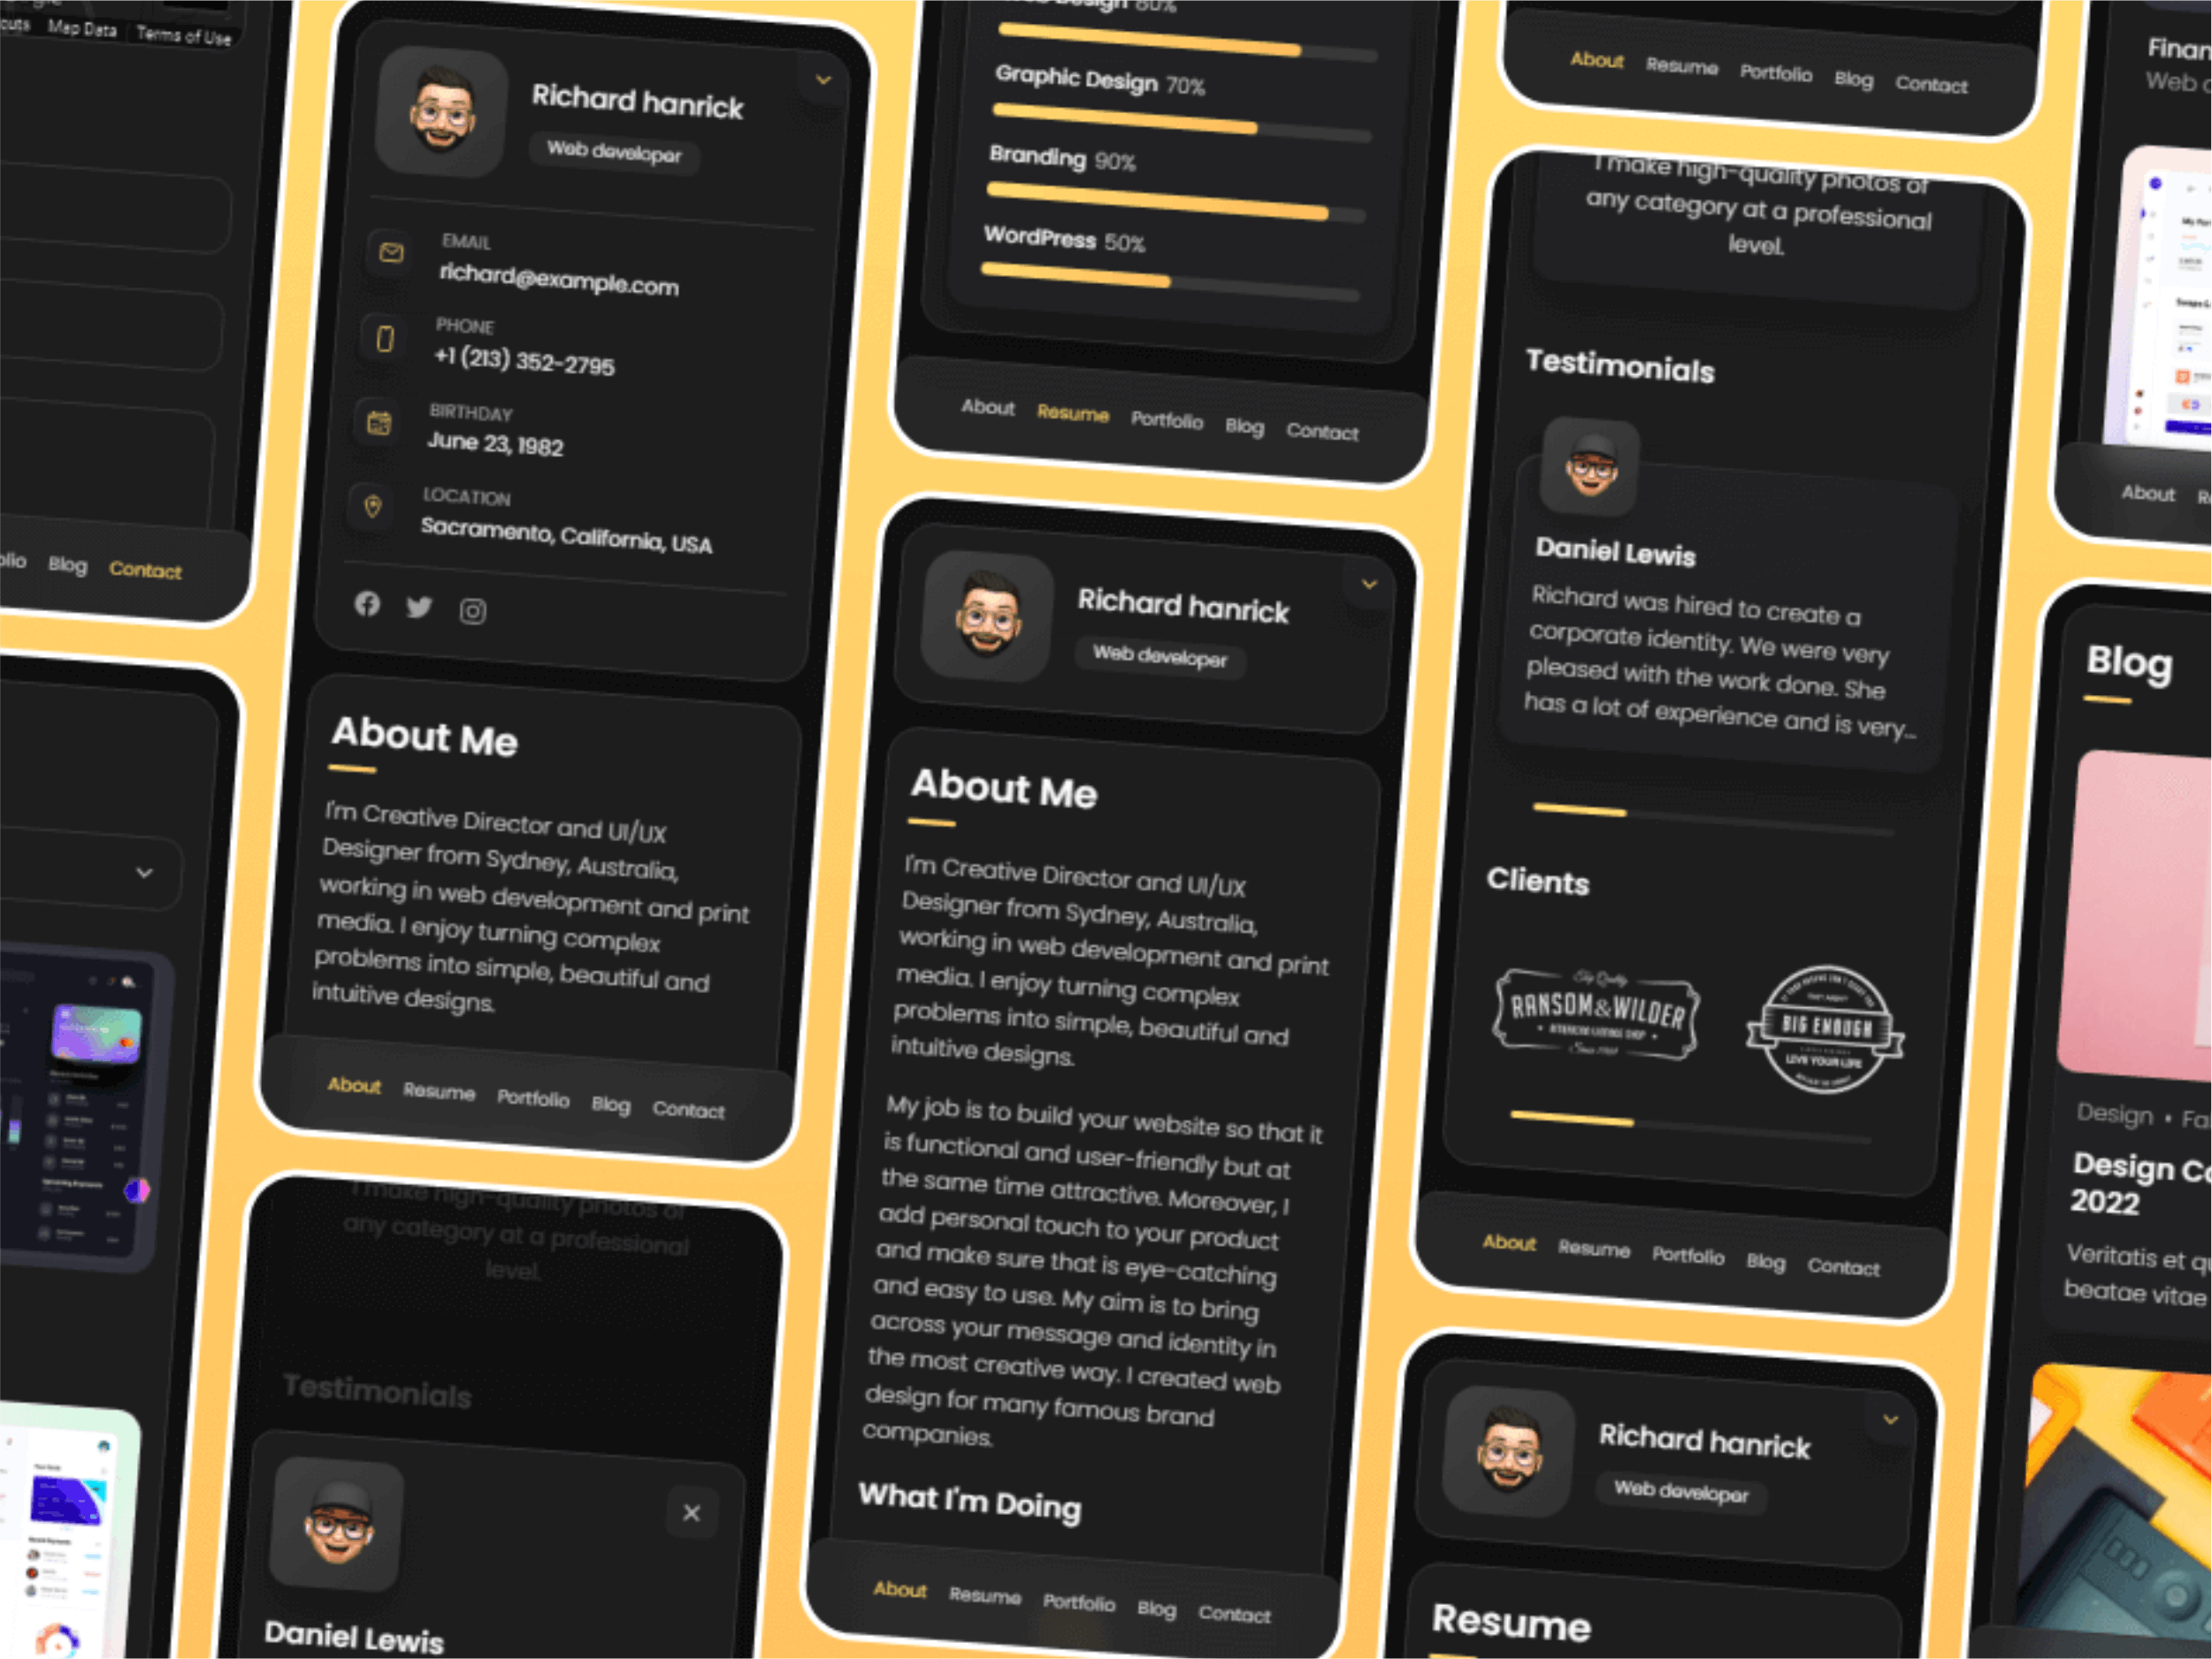 Map Data
Terms of Use
Blog
Contact
Richard hanrick
Web developer
EMAIL
richard@example.com
PHONE
+1 (213) 352-2795
BIRTHDAY
June 23, 1982
LOCATION
Sacramento, California, USA
About Me
I'm Creative Director and UI/UX
Designer from Sydney, Australia,
working in web development and print
media. I enjoy turning complex
problems into simple, beautiful and
intuitive designs.
About Resume Portfolio Blog Contact
I make high-quality photos of
any category at a professional
level.
Testimonials
Daniel Lewis
80%
Graphic Design 70%
Branding 90%
WordPress 50%
About Resume Portfolio Blog Contact
Richard hanrick
Web developer
About Me
I'm Creative Director and UI/UX
Designer from Sydney, Australia,
working in web development and print
media. I enjoy turning complex
problems into simple, beautiful and
intuitive designs.
My job is to build your website so that it
is functional and user-friendly but at
the same time attractive. Moreover, I
add personal touch to your product
and make sure that is eye-catching
and easy to use. My aim is to bring
across your message and identity in
the most creative way. I created web
design for many famous brand
companies.
What I'm Doing
About Resume Portfolio Blog Contact
About Resume Portfolio Blog Contact
I make high-quality photos of
any category at a professional
level.
Testimonials
Daniel Lewis
Richard was hired to create a
corporate identity. We were very
pleased with the work done. She
has a lot of experience and is very...
Clients
RANSOM & WILDER
BIG ENOUGH
LIVE YOUR LIFE
About Resume Portfolio Blog Contact
Richard hanrick
Web developer
Resume
Finan
Web
About
Blog
Design • Fa
Design Co
2022
Veritatis et qu
beatae vitae